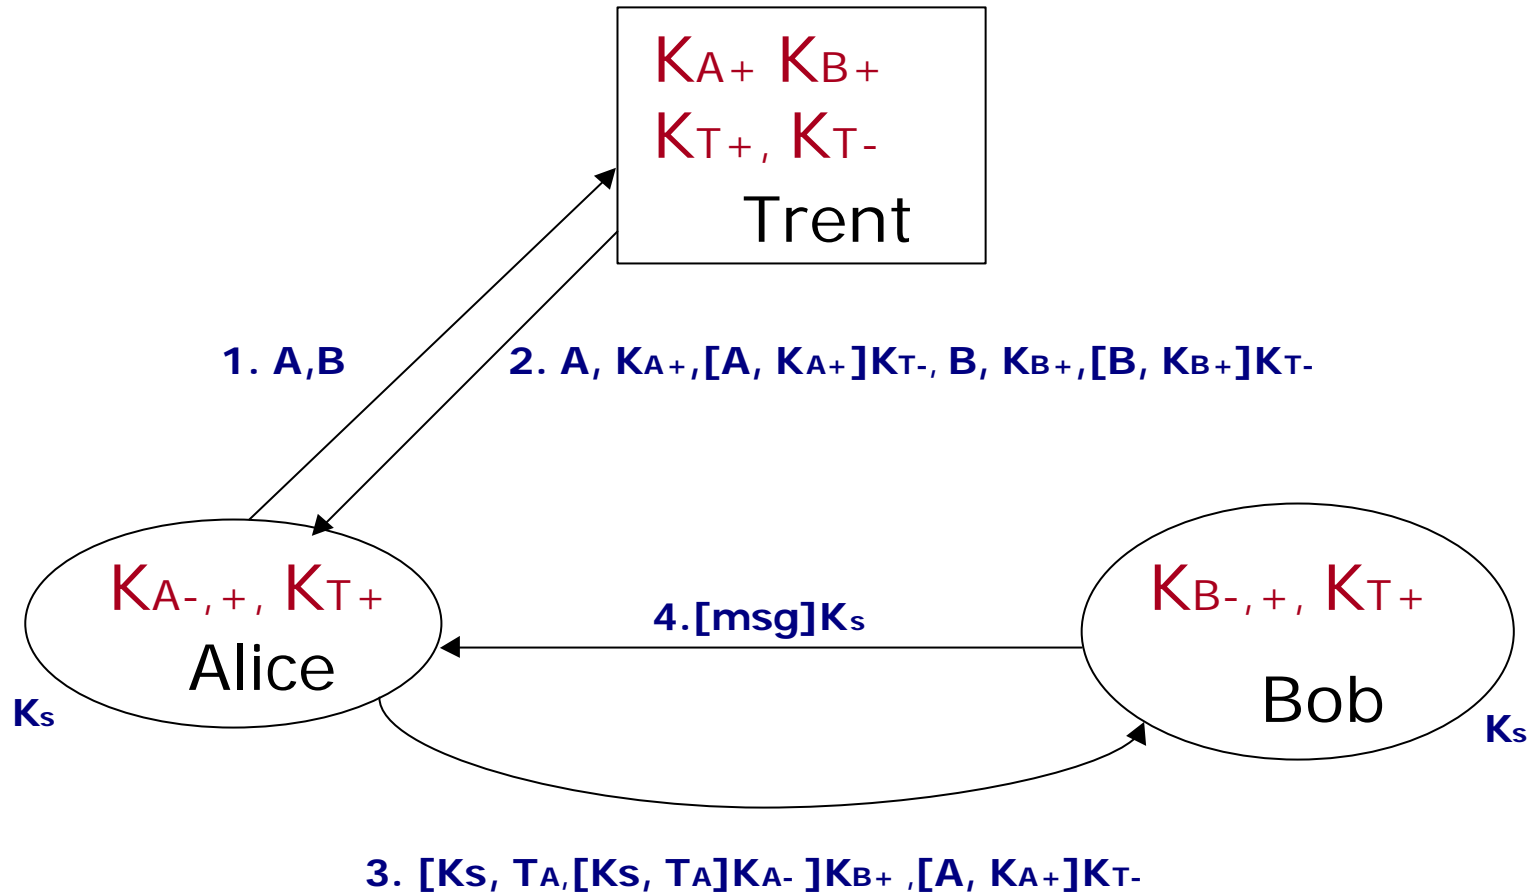 KA+ KB+
KT+, KT-
Trent
1. A,B
2. A, KA+,[A, KA+]KT-, B, KB+,[B, KB+]KT-
KA-,+, KT+
Alice
Ks
4.[msg]Ks
KB-,+, KT+
Bob
Ks
3. [Ks, TA,[Ks, TA]KA- ]KB+ ,[A, KA+]KT-